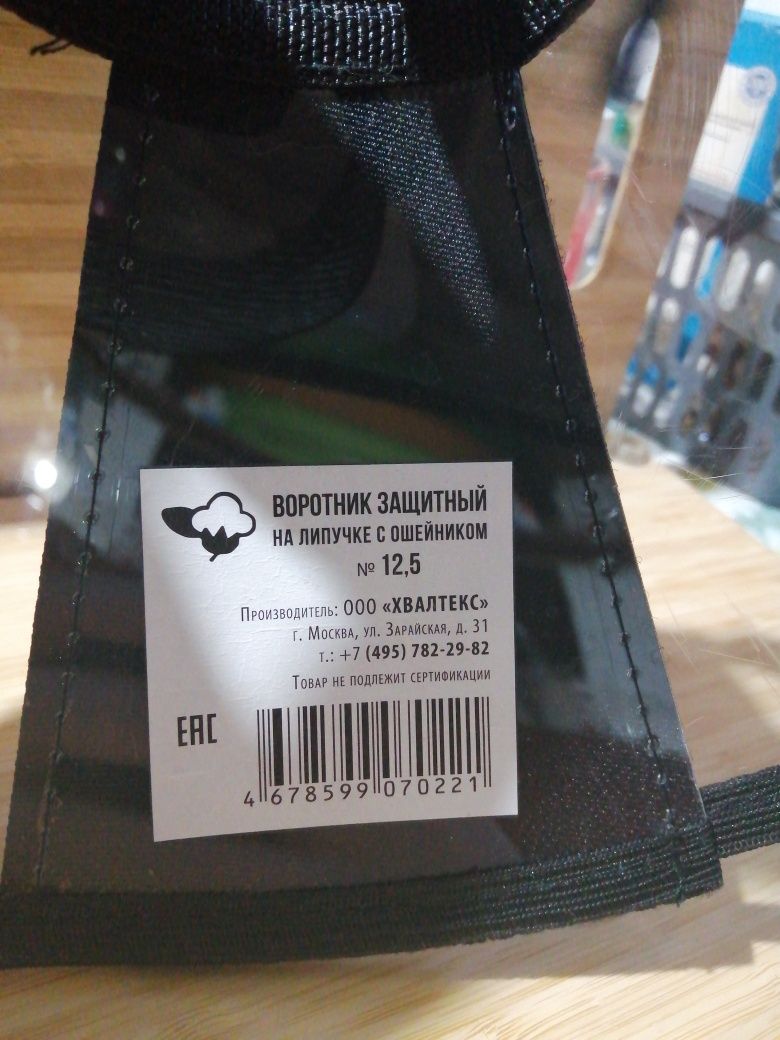 ВОРОТНИК ЗАЩИТНЫЙ
НА ЛИПУЧКЕ С ОШЕЙНИКОМ
№ 12,5
Производитель: ООО «ХВАЛТЕКС»
г. Москва, ул. Зарайская, д. 31
т.: +7 (495) 782-29-82
Товар не подлежит сертификации
EAC
4 678599 070221